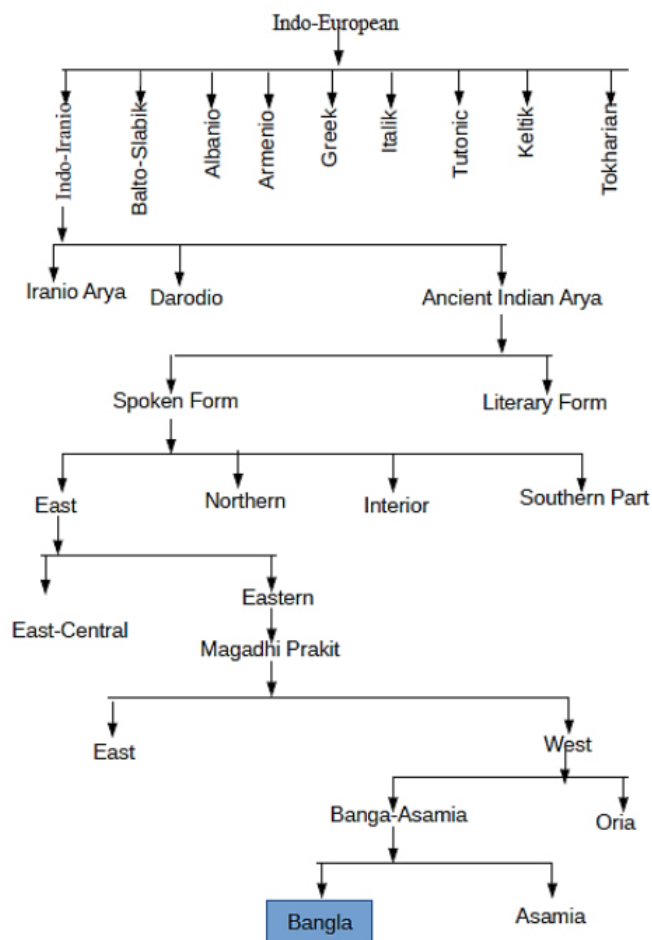 Indo-European
Indo-Iranio
Balto-Slabik
Albanio
Armenio
Greek
Italik
Tutonic
Keltik
Tokharian
Iranio Arya
Darodio
Ancient Indian Arya
Spoken Form
Literary Form
East
Northern
Interior
Southern Part
East-Central
Eastern
Magadhi Prakit
East
West
Banga-Asamia
Oria
Bangla
Asamia